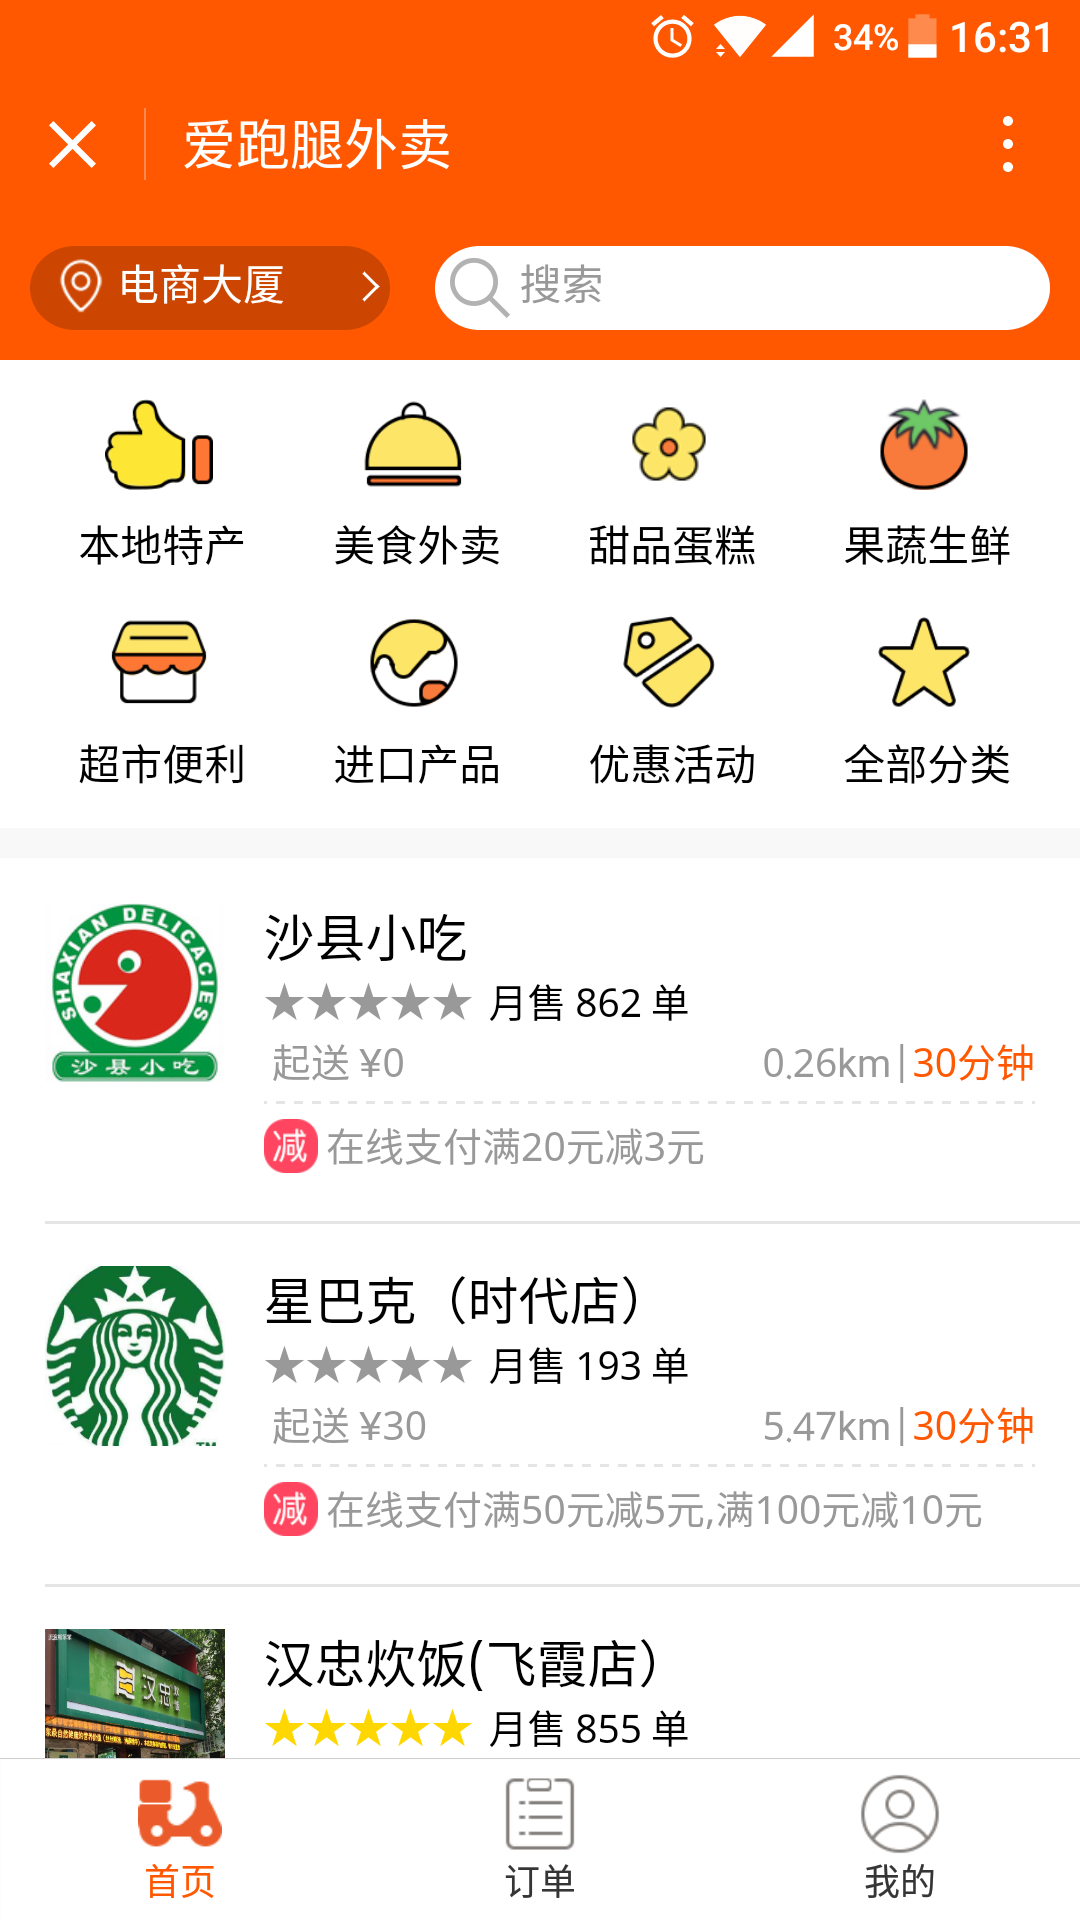 34% 16:31
爱跑腿外卖
电商大厦 搜索
本地特产 美食外卖 甜品蛋糕 果蔬生鲜
超市便利 进口产品 优惠活动 全部分类
SHAXIAN DELICACIES
沙县小吃
沙县小吃
月售 862 单
起送 ¥0 0.26km|30分钟
减 在线支付满20元减3元
星巴克（时代店）
月售 193 单
起送 ¥30 5.47km|30分钟
TM
减 在线支付满50元减5元,满100元减10元
汉忠炊饭(飞霞店）
汉忠炊饭
月售 855 单
首页 订单 我的